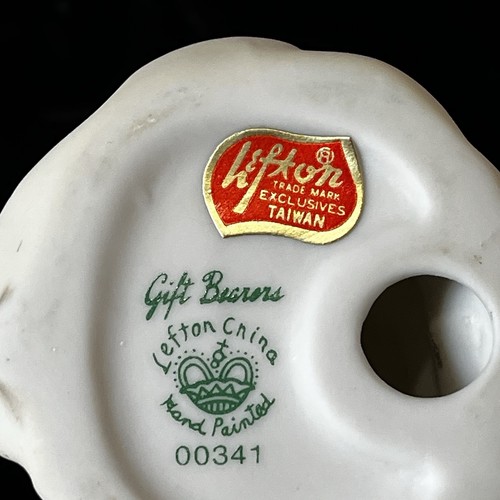 Lefton ®
TRADE MARK
EXCLUSIVES
TAIWAN
Gift Bearers
Lefton China
Hand Painted
00341